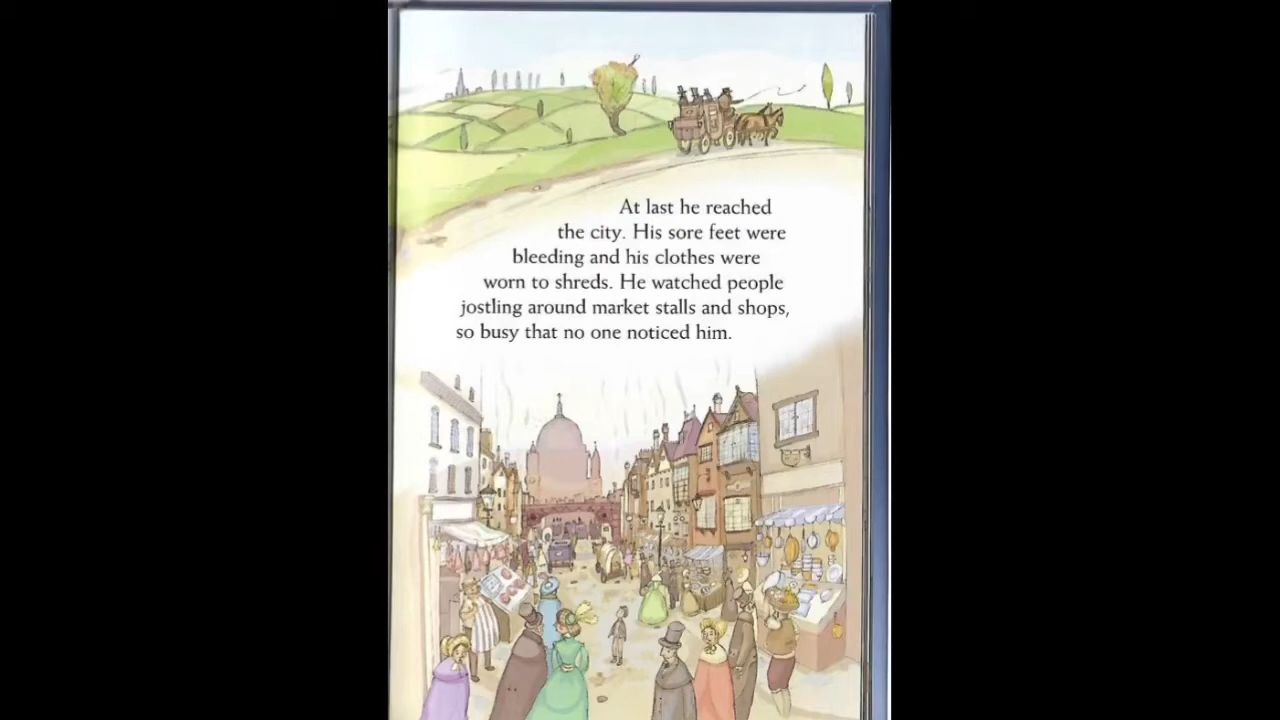 At last he reached
the city. His sore feet were
bleeding and his clothes were
worn to shreds. He watched people
jostling around market stalls and shops,
so busy that no one noticed him.